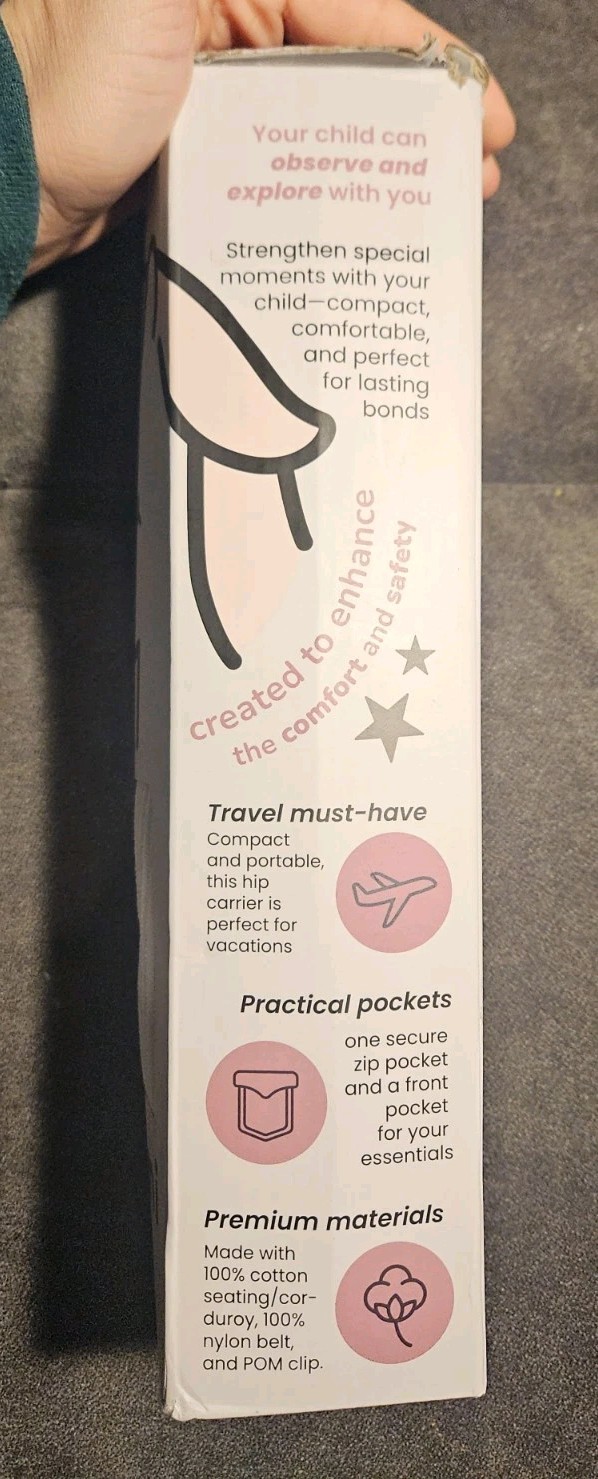 Your child can
observe and
explore with you
Strengthen special
moments with your
child—compact,
comfortable,
and perfect
for lasting
bonds
created to enhance
the comfort and safety
Travel must-have
Compact
and portable,
this hip
carrier is
perfect for
vacations
Practical pockets
one secure
zip pocket
and a front
pocket
for your
essentials
Premium materials
Made with
100% cotton
seating/cor-
duroy, 100%
nylon belt,
and POM clip.